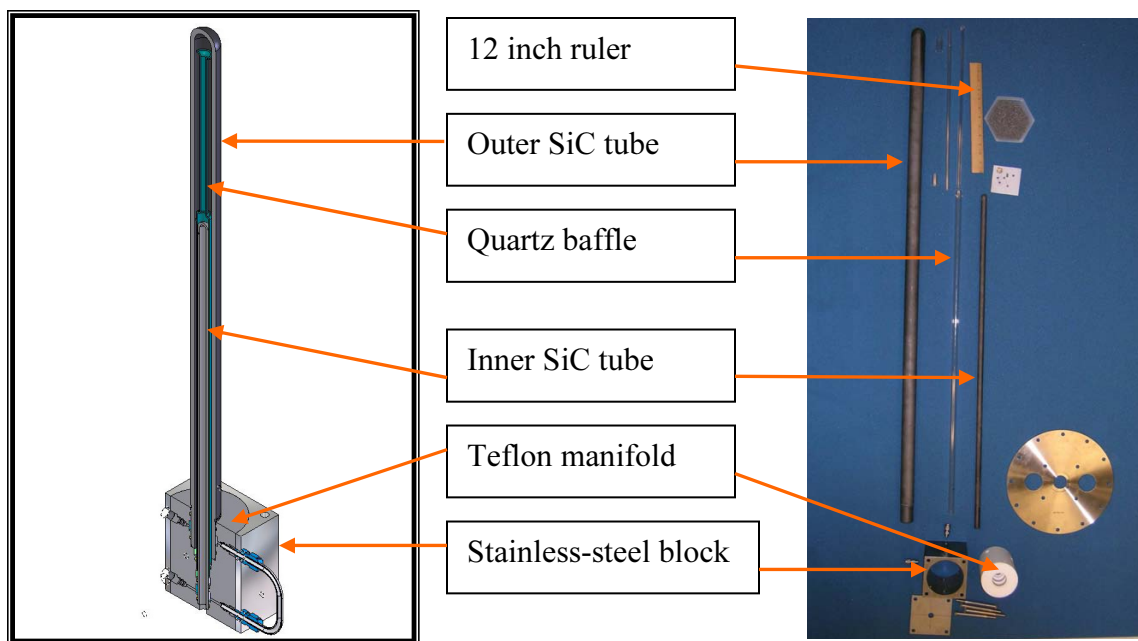 12 inch ruler
Outer SiC tube
Quartz baffle
Inner SiC tube
Teflon manifold
Stainless-steel block